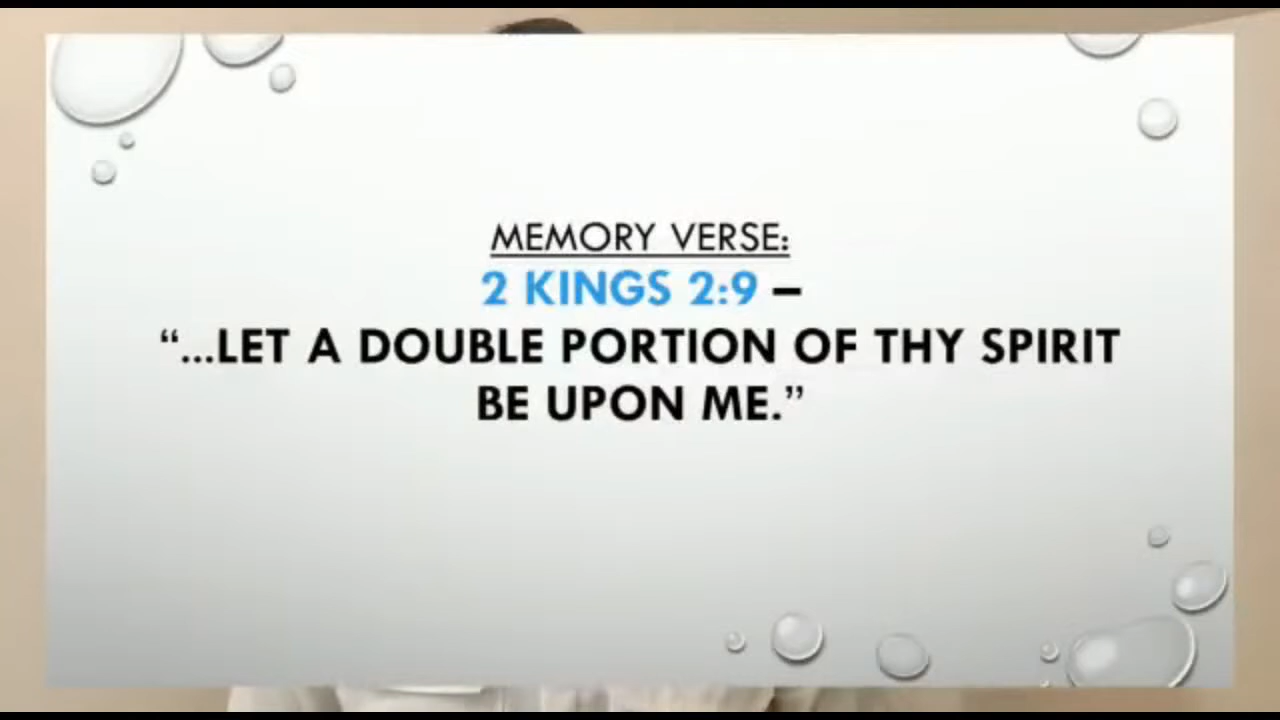 MEMORY VERSE:
2 KINGS 2:9 –
“...LET A DOUBLE PORTION OF THY SPIRIT
BE UPON ME.”